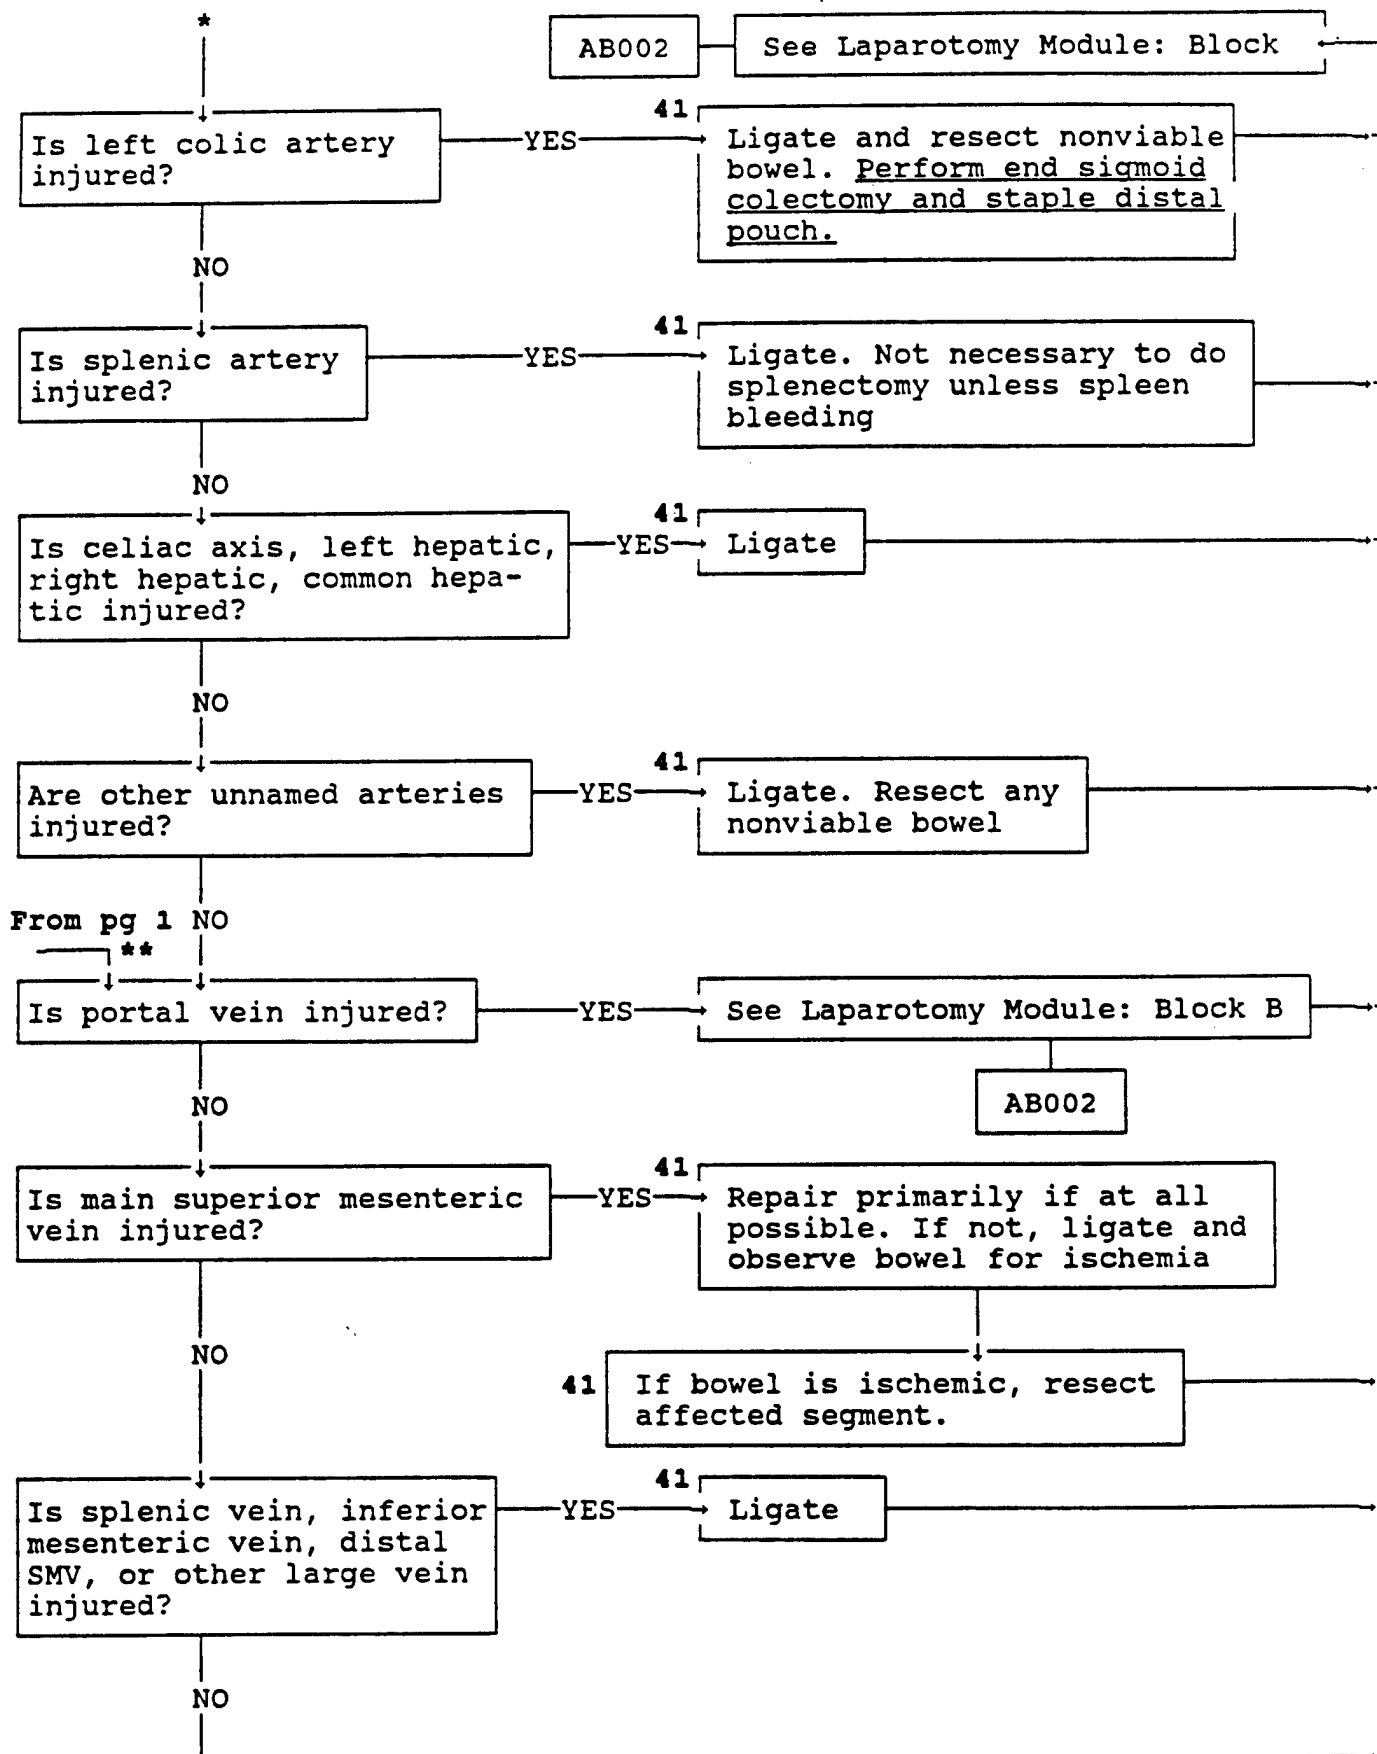 *
AB002
See Laparotomy Module: Block
Is left colic artery
injured?
YES
41
Ligate and resect nonviable
bowel. Perform end sigmoid
colectomy and staple distal
pouch.
NO
Is splenic artery
injured?
YES
41
Ligate. Not necessary to do
splenectomy unless spleen
bleeding
NO
Is celiac axis, left hepatic,
right hepatic, common hepa-
tic injured?
YES
41
Ligate
NO
Are other unnamed arteries
injured?
YES
41
Ligate. Resect any
nonviable bowel
From pg 1 NO
**
Is portal vein injured?
YES
See Laparotomy Module: Block B
AB002
NO
Is main superior mesenteric
vein injured?
YES
41
Repair primarily if at all
possible. If not, ligate and
observe bowel for ischemia
NO
41
If bowel is ischemic, resect
affected segment.
Is splenic vein, inferior
mesenteric vein, distal
SMV, or other large vein
injured?
YES
41
Ligate
NO